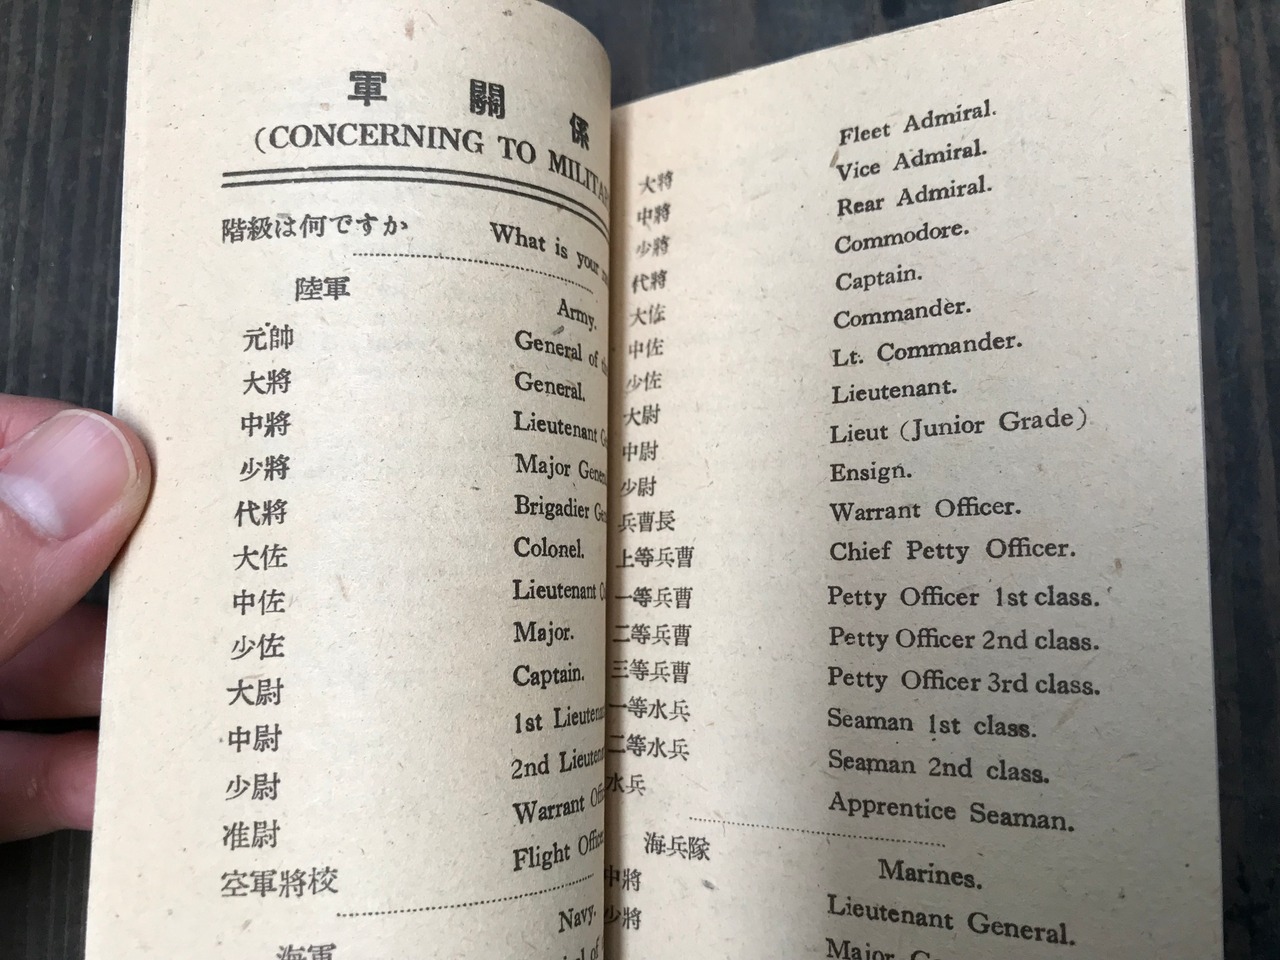 軍關係
(CONCERNING TO
階級は何ですか What is your
陸軍 Army.
元帥 General of
大將 General.
中將 Lieutenant
少將 Major
代將 Brigadier
大佐 Colonel.
中佐 Lieutenant
少佐 Major.
大尉 Captain.
中尉 1st
少尉 2nd
准尉 Warrant
空軍將校 Flight
海軍 Navy.
of
Fleet Admiral.
大將 Vice Admiral.
中將 Rear Admiral.
少將 Commodore.
代將 Captain.
大佐 Commander.
中佐 Lt. Commander.
少佐 Lieutenant.
大尉 Lieut (Junior Grade)
中尉 Ensign.
少尉 Warrant Officer.
兵曹長 Chief Petty Officer.
上等兵曹 Petty Officer 1st class.
一等兵曹 Petty Officer 2nd class.
二等兵曹 Petty Officer 3rd class.
三等兵曹 Seaman 1st class.
一等水兵 Seaman 2nd class.
二等水兵 Apprentice Seaman.
水兵
海兵隊 Marines.
中將 Lieutenant General.
少將 Major